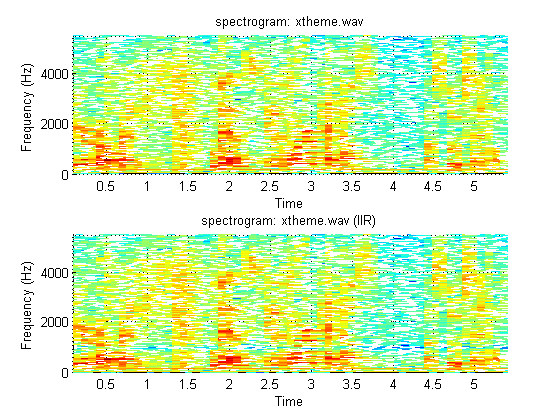 spectrogram: xtheme.wav
Frequency (Hz)
4000
2000
0
0.5 1 1.5 2 2.5 3 3.5 4 4.5 5
Time
spectrogram: xtheme.wav (IIR)
Frequency (Hz)
4000
2000
0
0.5 1 1.5 2 2.5 3 3.5 4 4.5 5
Time